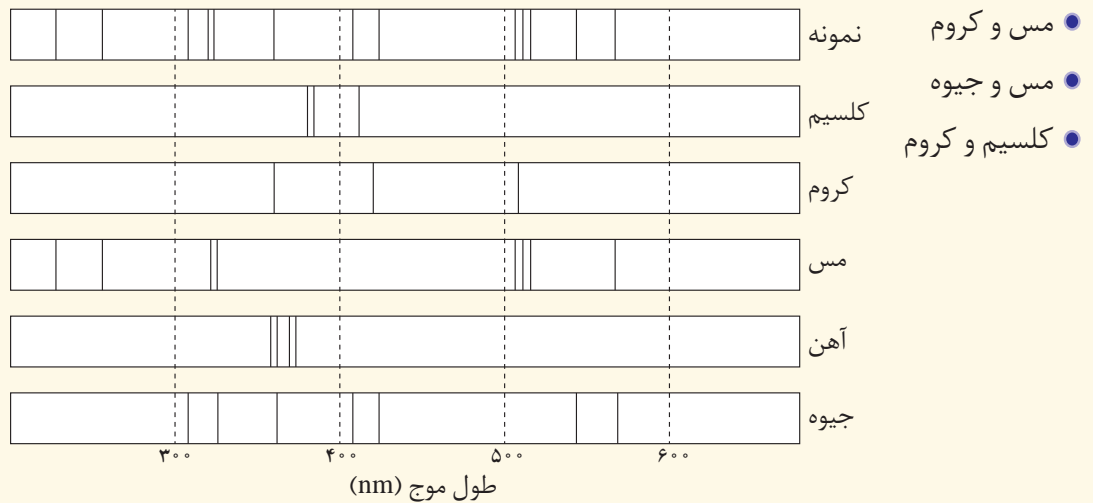 مس و کروم
مس و جیوه
کلسیم و کروم
نمونه
کلسیم
کروم
مس
آهن
جیوه
۳۰۰ ۴۰۰ ۵۰۰ ۶۰۰
طول موج (nm)